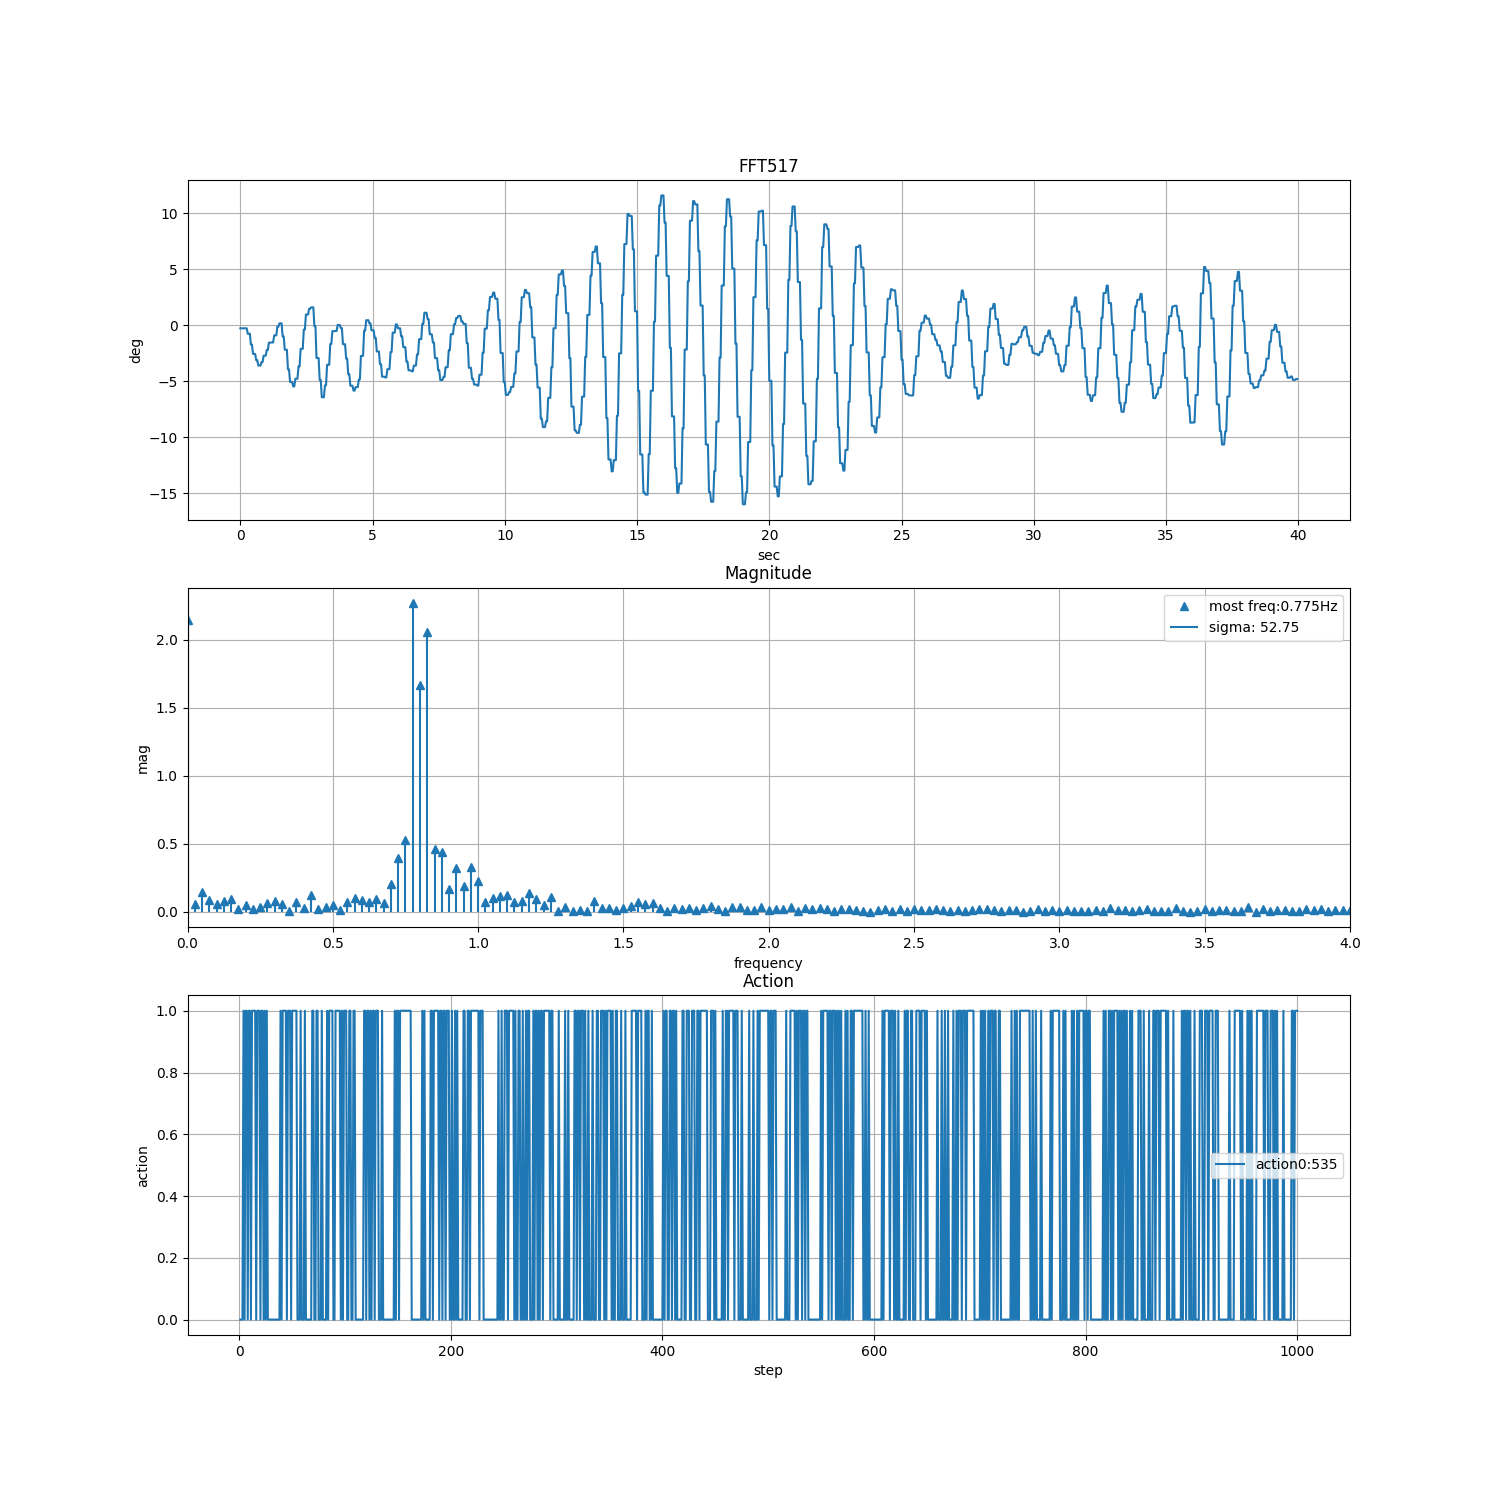 FFT517
10
5
0
−5
−10
−15
deg
0 5 10 15 20 25 30 35 40
sec
Magnitude
most freq:0.775Hz
sigma: 52.75
2.0
1.5
1.0
0.5
0.0
mag
0.0 0.5 1.0 1.5 2.0 2.5 3.0 3.5 4.0
frequency
Action
1.0
0.8
0.6
0.4
0.2
0.0
action
action0:535
0 200 400 600 800 1000
step